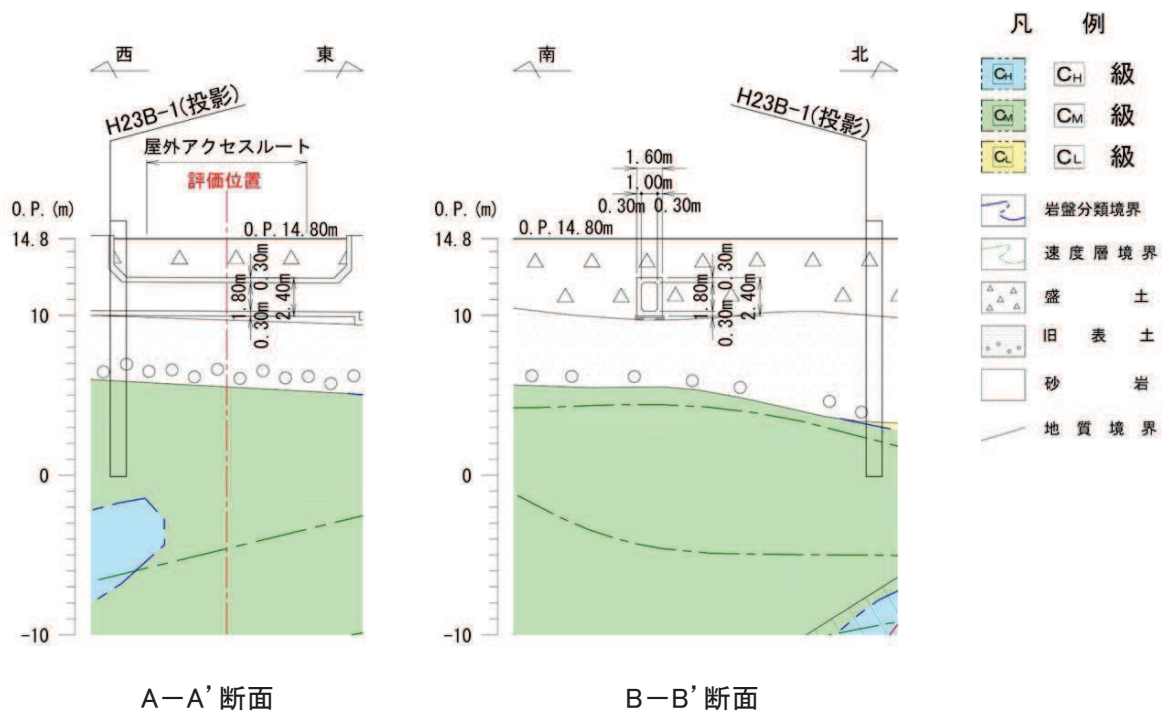 西 東
H23B-1(投影)
屋外アクセスルート
評価位置
O.P.(m)
14.8
O.P.14.80m
0.30m
1.80m
2.40m
0.30m
10
0
-10
A－A’断面
南 北
H23B-1(投影)
1.60m
1.00m
0.30m 0.30m
O.P.(m)
14.8
O.P.14.80m
0.30m
1.80m
2.40m
0.30m
10
0
-10
B－B’断面
凡 例
CH CH 級
CM CM 級
CL CL 級
岩盤分類境界
速度層境界
盛 土
旧 表 土
砂 岩
地 質 境 界